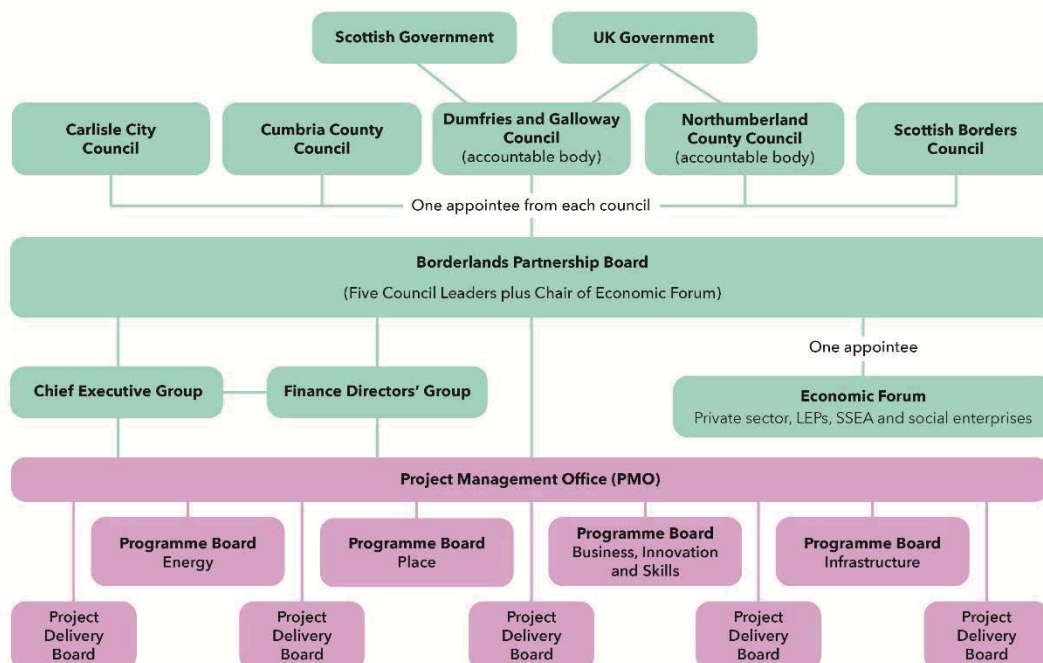 Scottish Government
UK Government
Carlisle City
Council
Cumbria County
Council
Dumfries and Galloway
Council
(accountable body)
Northumberland
County Council
(accountable body)
Scottish Borders
Council
One appointee from each council
Borderlands Partnership Board
(Five Council Leaders plus Chair of Economic Forum)
One appointee
Chief Executive Group
Finance Directors’ Group
Economic Forum
Private sector, LEPs, SSEA and social enterprises
Project Management Office (PMO)
Programme Board
Energy
Programme Board
Place
Programme Board
Business, Innovation
and Skills
Programme Board
Infrastructure
Project
Delivery
Board
Project
Delivery
Board
Project
Delivery
Board
Project
Delivery
Board
Project
Delivery
Board